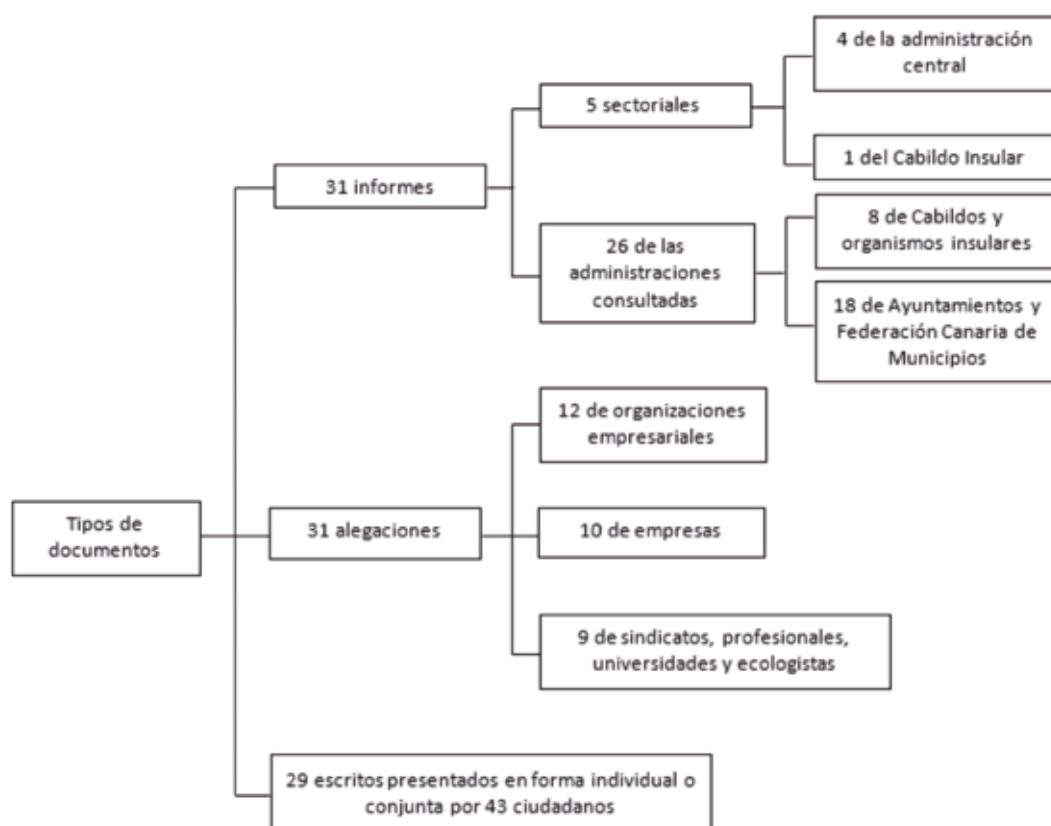 Tipos de
documentos
31 informes
5 sectoriales
4 de la administración
central
1 del Cabildo Insular
26 de las
administraciones
consultadas
8 de Cabildos y
organismos insulares
18 de Ayuntamientos y
Federación Canaria de
Municipios
31 alegaciones
12 de organizaciones
empresariales
10 de empresas
9 de sindicatos, profesionales,
universidades y ecologistas
29 escritos presentados en forma individual o
conjunta por 43 ciudadanos